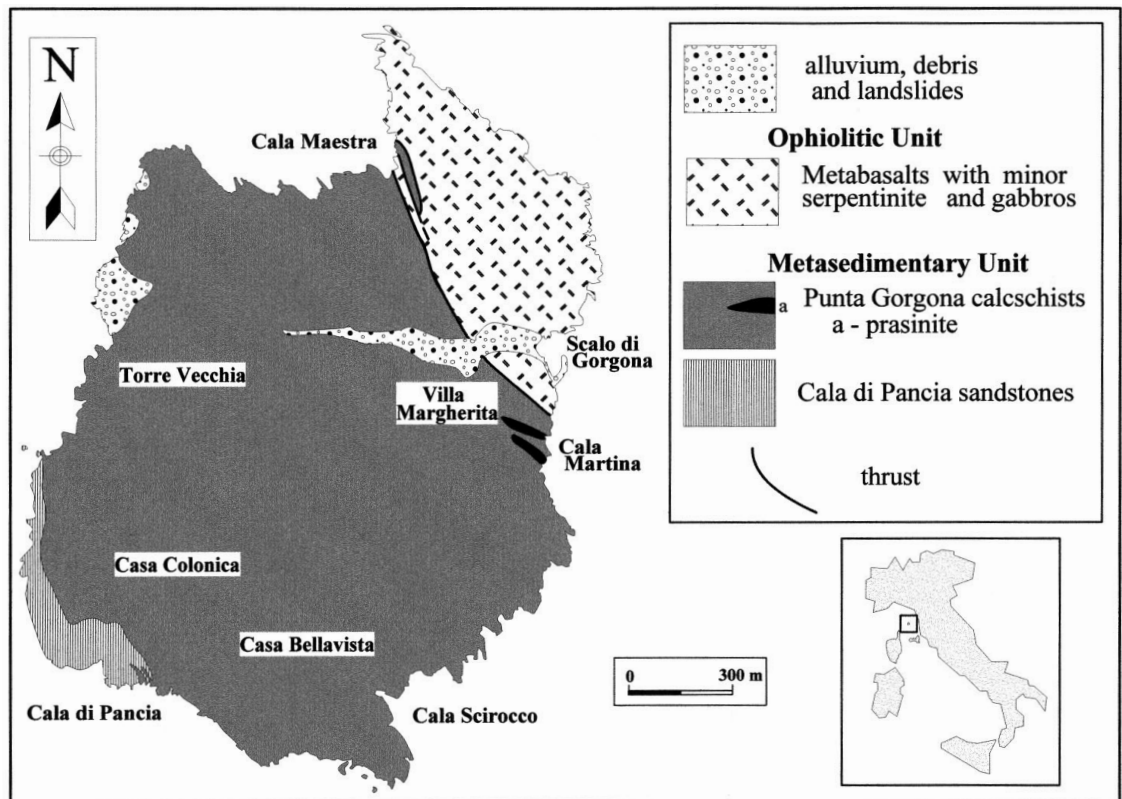 N
Cala Maestra
Torre Vecchia
Scalo di
Gorgona
Villa
Margherita
Cala
Martina
Casa Colonica
Casa Bellavista
Cala di Pancia
Cala Scirocco
0 300 m
alluvium, debris
and landslides
Ophiolitic Unit
Metabasalts with minor
serpentinite and gabbros
Metasedimentary Unit
a Punta Gorgona calcschists
a - prasinite
Cala di Pancia sandstones
thrust